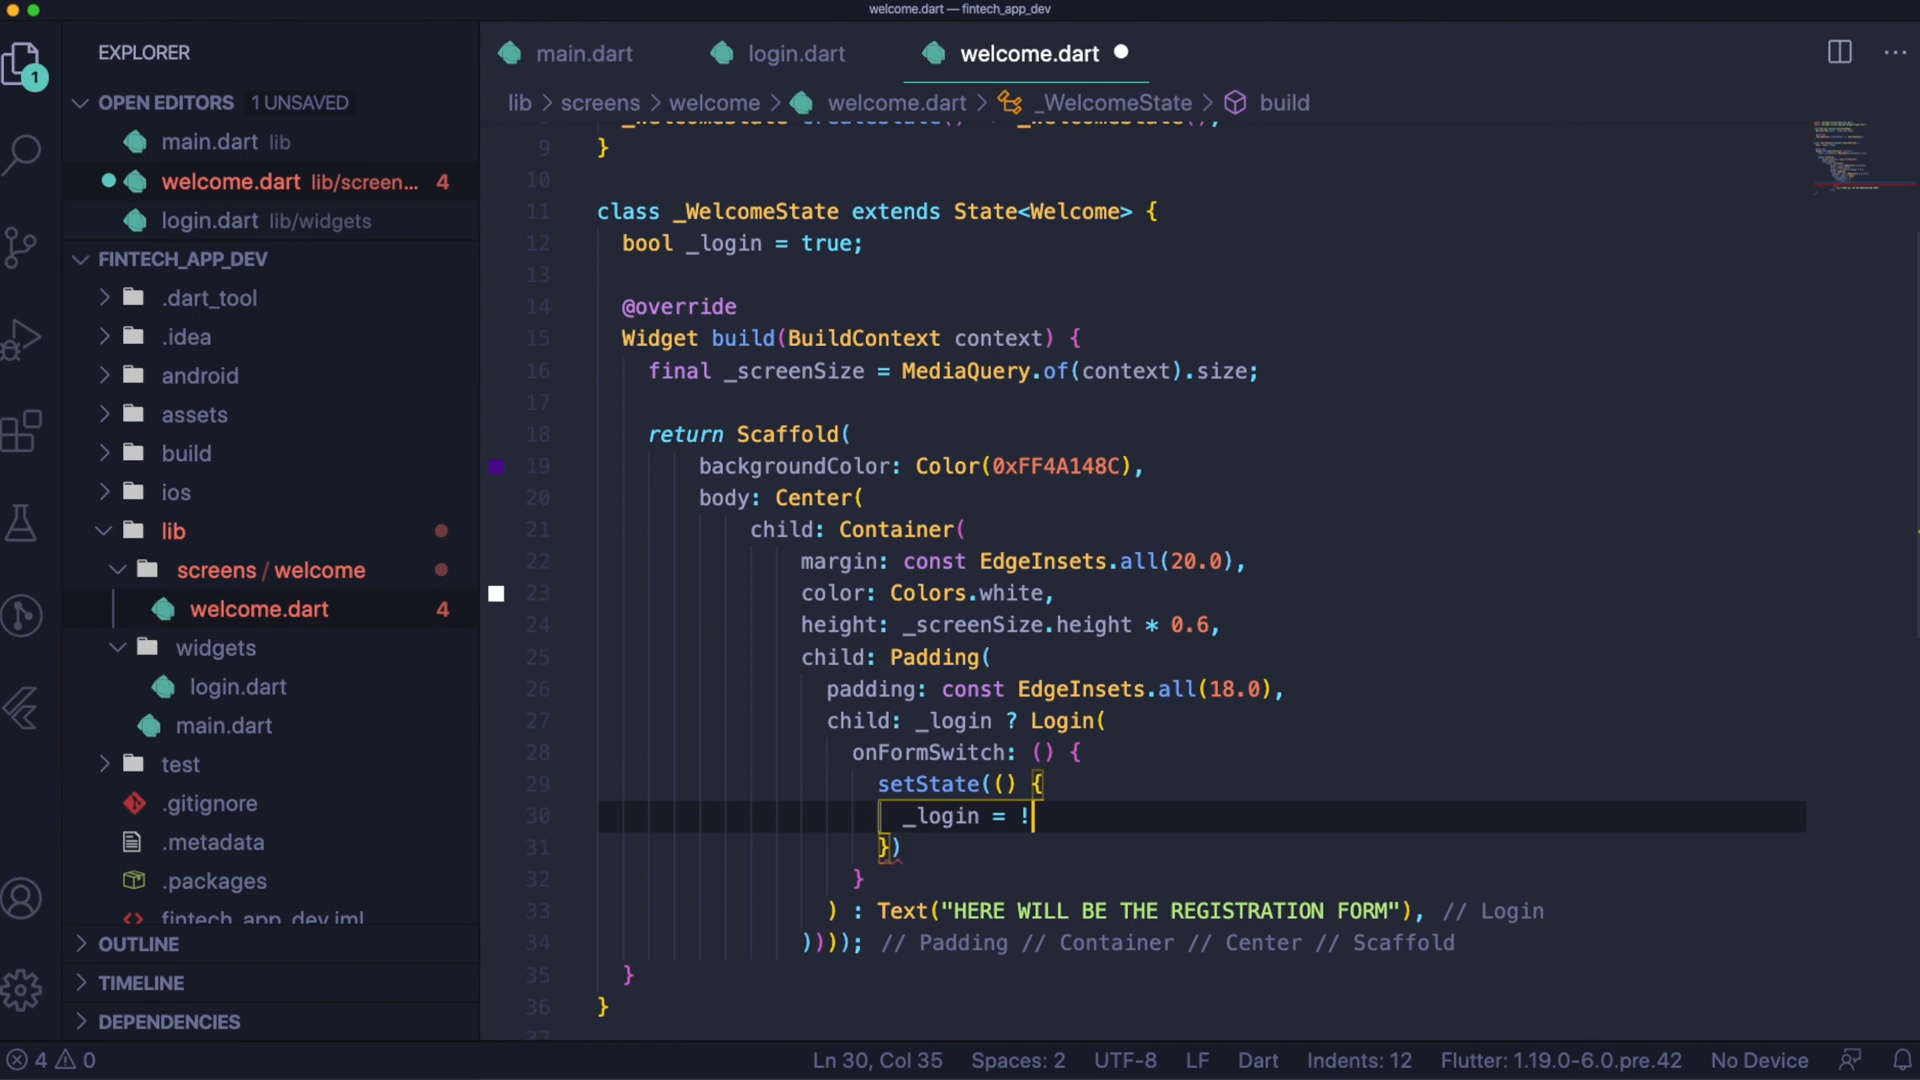 welcome.dart — fintech_app_dev
EXPLORER
1
OPEN EDITORS 1 UNSAVED
main.dart lib
welcome.dart lib/screen... 4
login.dart lib/widgets
FINTECH_APP_DEV
.dart_tool
.idea
android
assets
build
ios
lib
screens / welcome
welcome.dart 4
widgets
login.dart
main.dart
test
.gitignore
.metadata
.packages
fintech_app_dev.iml
OUTLINE
TIMELINE
DEPENDENCIES
main.dart login.dart welcome.dart
lib > screens > welcome > welcome.dart > _WelcomeState > build
_WelcomeState createState() => _WelcomeState();
9 }
10
11 class _WelcomeState extends State<Welcome> {
12 bool _login = true;
13
14 @override
15 Widget build(BuildContext context) {
16 final _screenSize = MediaQuery.of(context).size;
17
18 return Scaffold(
19 backgroundColor: Color(0xFF4A148C),
20 body: Center(
21 child: Container(
22 margin: const EdgeInsets.all(20.0),
23 color: Colors.white,
24 height: _screenSize.height * 0.6,
25 child: Padding(
26 padding: const EdgeInsets.all(18.0),
27 child: _login ? Login(
28 onFormSwitch: () {
29 setState(() {
30 _login = !
31 })
32 }
33 ) : Text("HERE WILL BE THE REGISTRATION FORM"), // Login
34 )))); // Padding // Container // Center // Scaffold
35 }
36 }
37
4 0 Ln 30, Col 35 Spaces: 2 UTF-8 LF Dart Indents: 12 Flutter: 1.19.0-6.0.pre.42 No Device